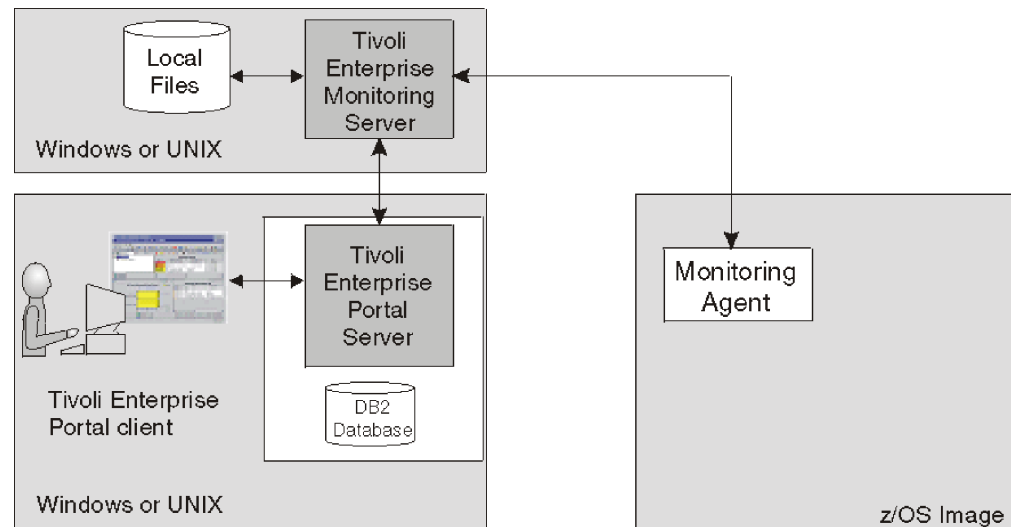 Local
Files
Tivoli
Enterprise
Monitoring
Server
Windows or UNIX
Tivoli
Enterprise
Portal
Server
DB2
Database
Tivoli Enterprise
Portal client
Windows or UNIX
Monitoring
Agent
z/OS Image